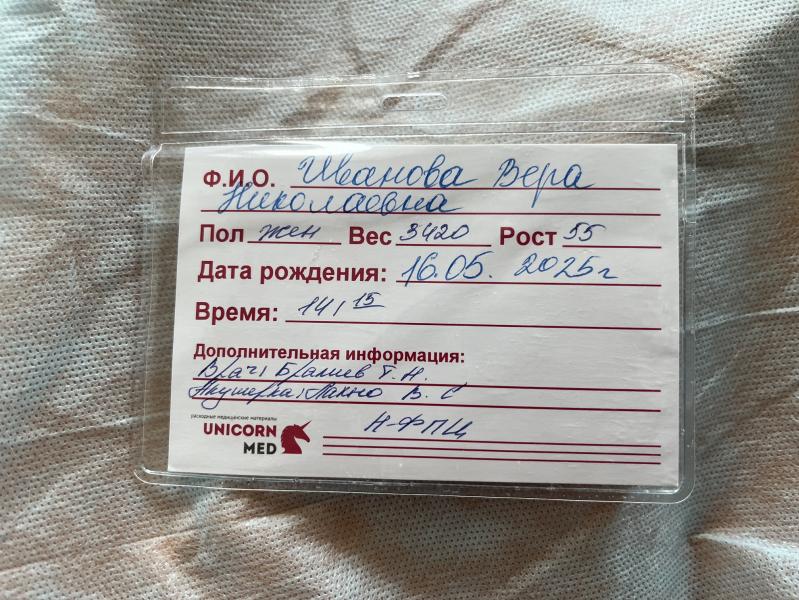 Ф.И.О. Иванова Вера
Николаевна
Пол жен Вес 3420 Рост 55
Дата рождения: 16.05. 2025г
Время: 14, 15
Дополнительная информация:
Врач: Т.Н.
Акушерка: В. С
расходные медицинские материалы
UNICORN
MED
Н-ФПЦ